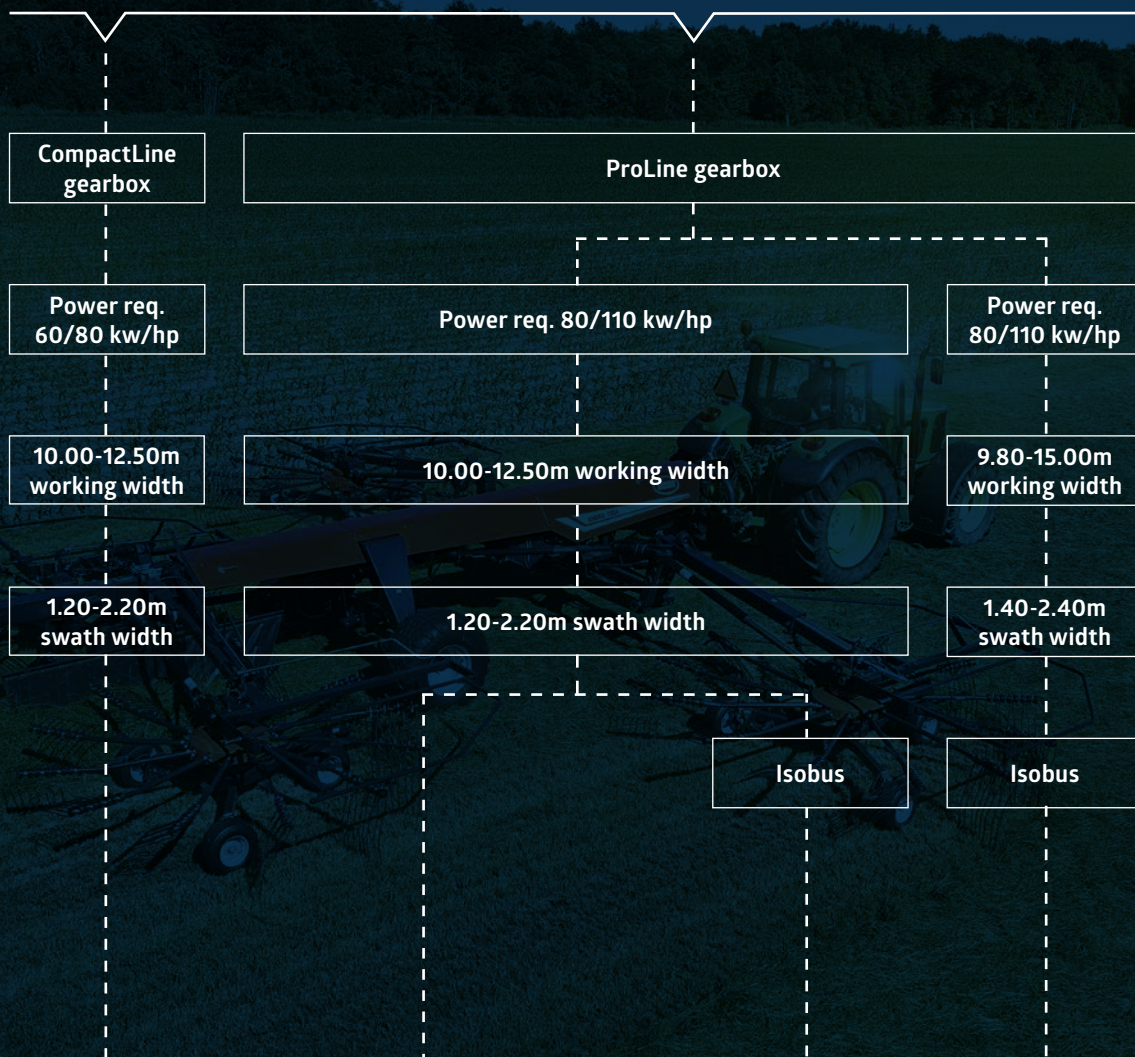 CompactLine
gearbox
ProLine gearbox
Power req.
60/80 kw/hp
Power req. 80/110 kw/hp
Power req.
80/110 kw/hp
10.00-12.50m
working width
10.00-12.50m working width
9.80-15.00m
working width
1.20-2.20m
swath width
1.20-2.20m swath width
1.40-2.40m
swath width
Isobus
Isobus